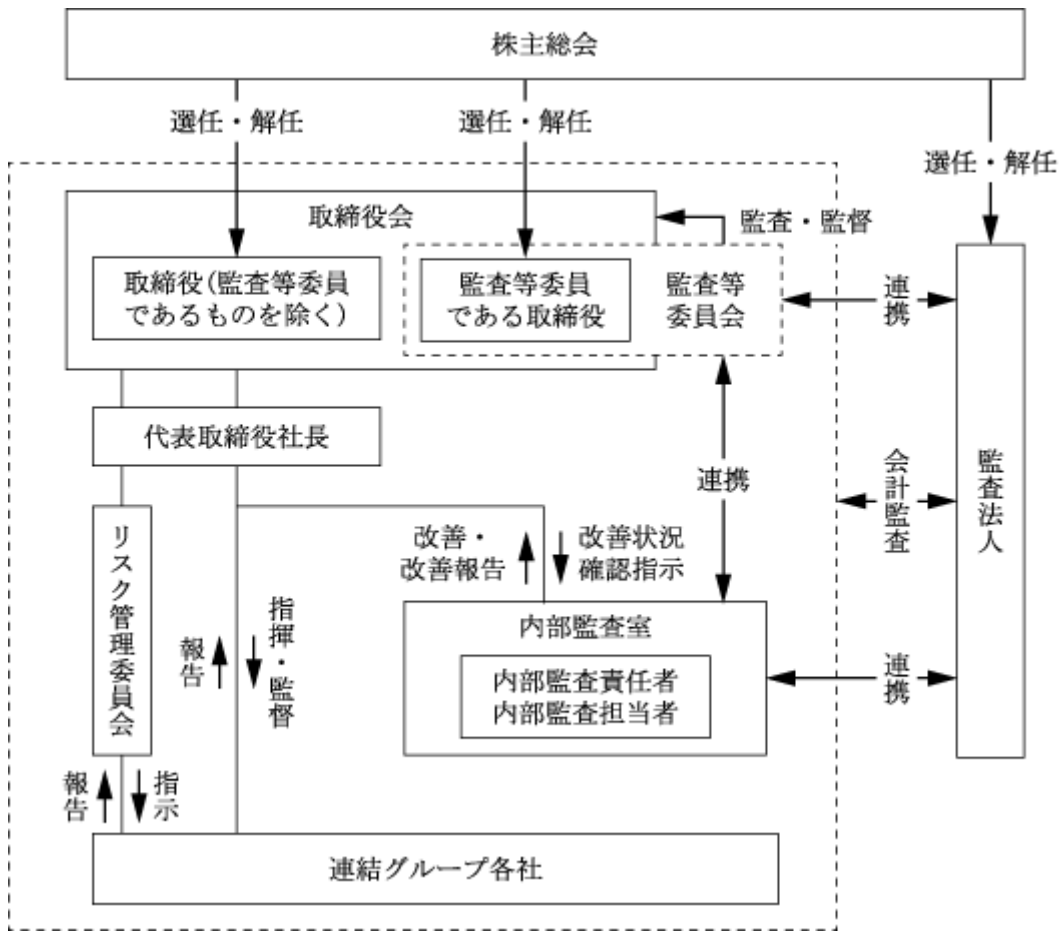 株主総会
選任・解任
選任・解任
選任・解任
取締役会
監査・監督
取締役(監査等委員
であるものを除く)
監査等委員
である取締役
監査等
委員会
連携
代表取締役社長
連携
会計監査
監査法人
リスク管理委員会
改善・
改善報告
改善状況
確認指示
報告
指揮・監督
内部監査室
内部監査責任者
内部監査担当者
連携
報告
指示
連結グループ各社